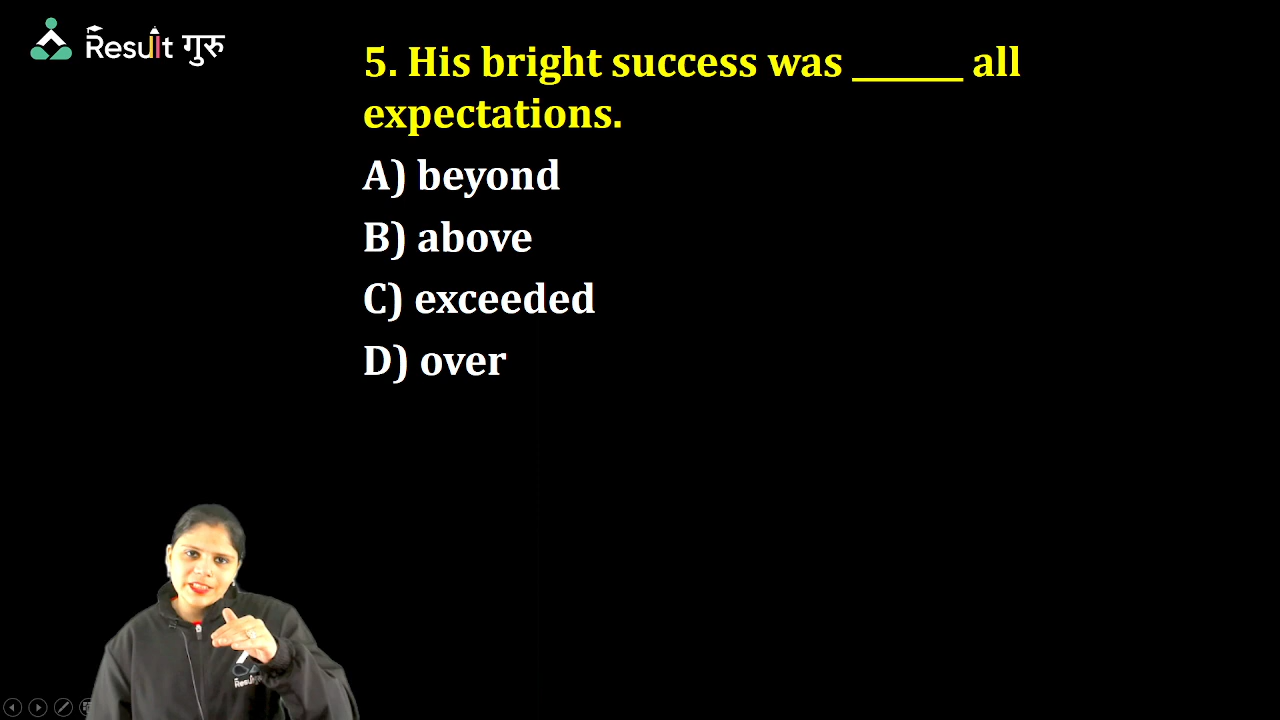 Result गुरु
5. His bright success was ______ all
expectations.
A) beyond
B) above
C) exceeded
D) over